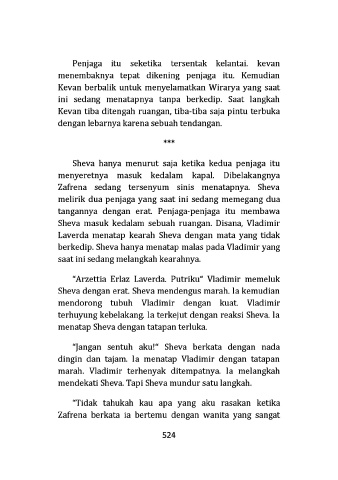 Penjaga itu seketika tersentak kelantai. kevan
menembaknya tepat dikening penjaga itu. Kemudian
Kevan berbalik untuk menyelamatkan Wirarya yang saat
ini sedang menatapnya tanpa berkedip. Saat langkah
Kevan tiba ditengah ruangan, tiba-tiba saja pintu terbuka
dengan lebarnya karena sebuah tendangan.
***
Sheva hanya menurut saja ketika kedua penjaga itu
menyeretnya masuk kedalam kapal. Dibelakangnya
Zafrena sedang tersenyum sinis menatapnya. Sheva
melirik dua penjaga yang saat ini sedang memegang dua
tangannya dengan erat. Penjaga-penjaga itu membawa
Sheva masuk kedalam sebuah ruangan. Disana, Vladimir
Laverda menatap kearah Sheva dengan mata yang tidak
berkedip. Sheva hanya menatap malas pada Vladimir yang
saat ini sedang melangkah kearahnya.
"Arzettia Erlaz Laverda. Putriku" Vladimir memeluk
Sheva dengan erat. Sheva mendengus marah. Ia kemudian
mendorong tubuh Vladimir dengan kuat. Vladimir
terhuyung kebelakang. Ia terkejut dengan reaksi Sheva. Ia
menatap Sheva dengan tatapan terluka.
"Jangan sentuh aku!" Sheva berkata dengan nada
dingin dan tajam. Ia menatap Vladimir dengan tatapan
marah. Vladimir terhenyak ditempatnya. Ia melangkah
mendekati Sheva. Tapi Sheva mundur satu langkah.
"Tidak tahukah kau apa yang aku rasakan ketika
Zafrena berkata ia bertemu dengan wanita yang sangat
524